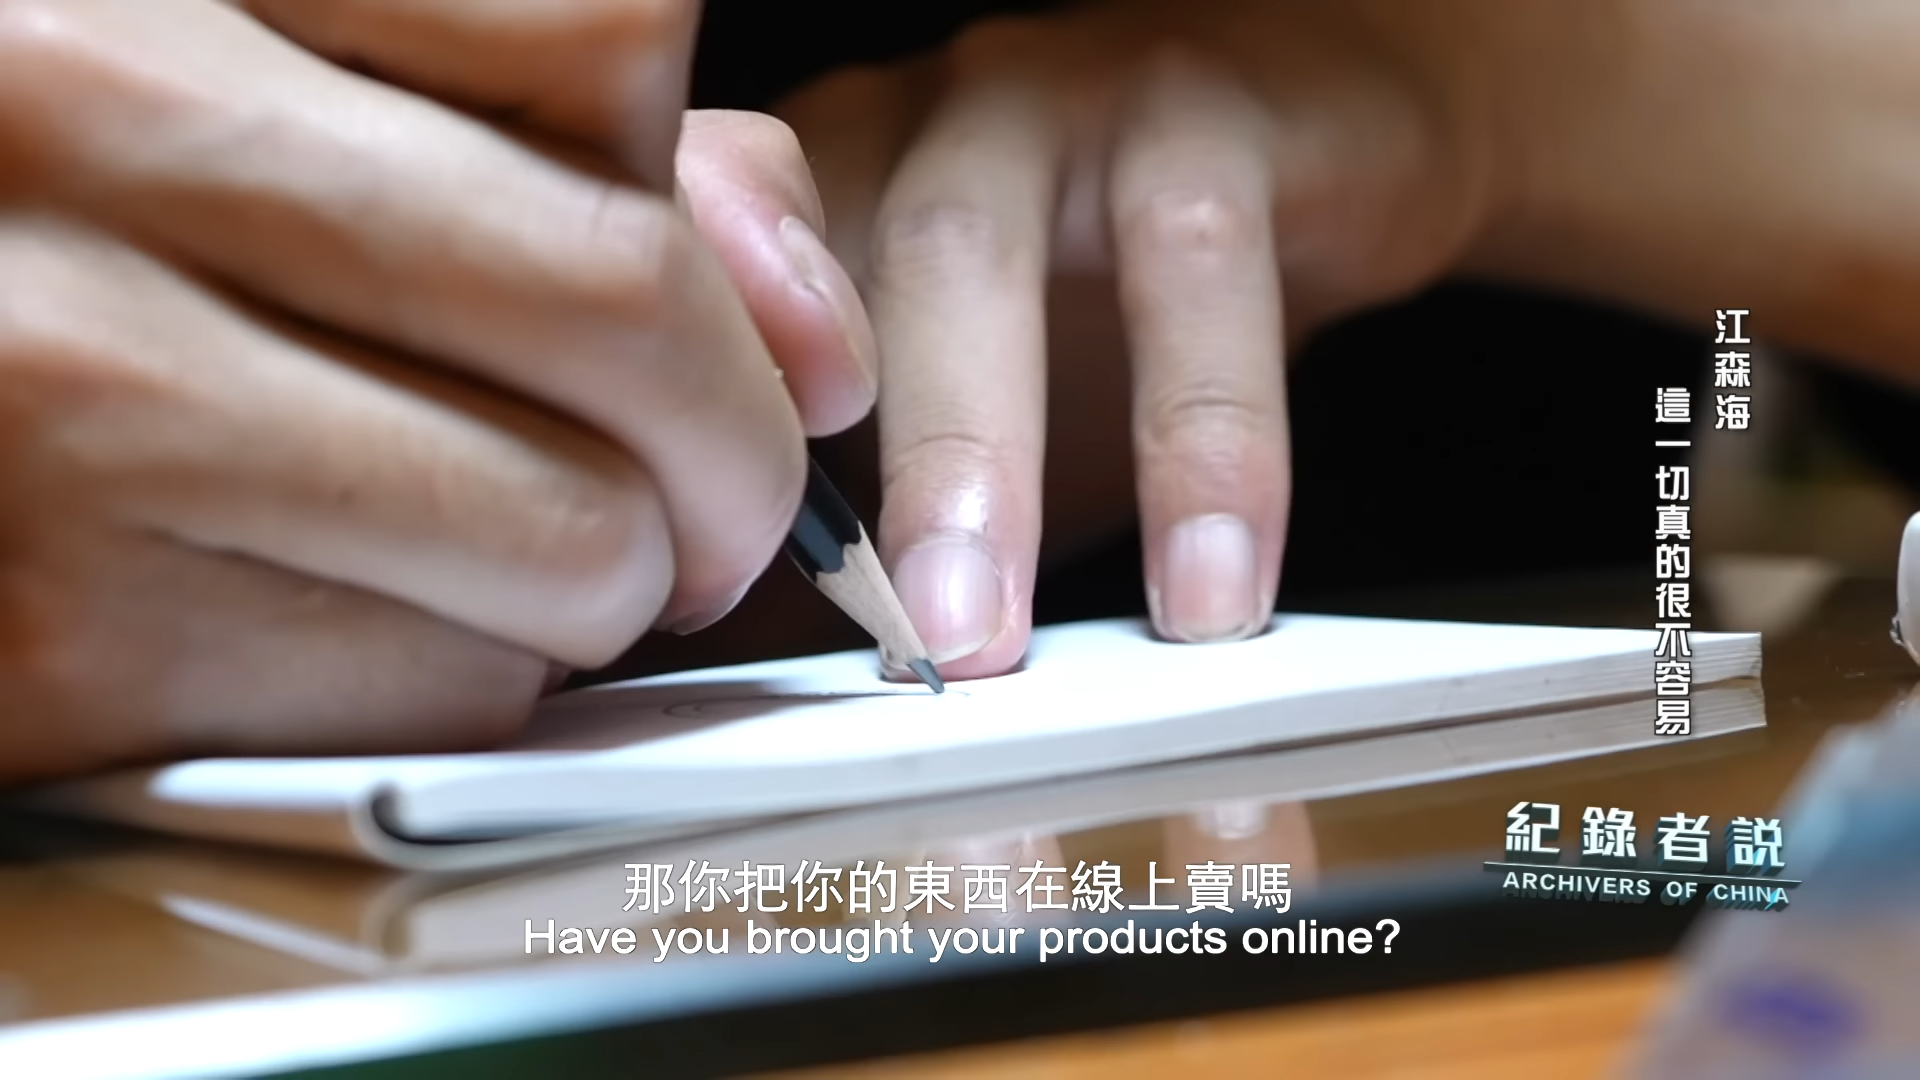 江森海
這一切真的很不容易
紀錄者説
ARCHIVERS OF CHINA
那你把你的東西在線上賣嗎
Have you brought your products online?